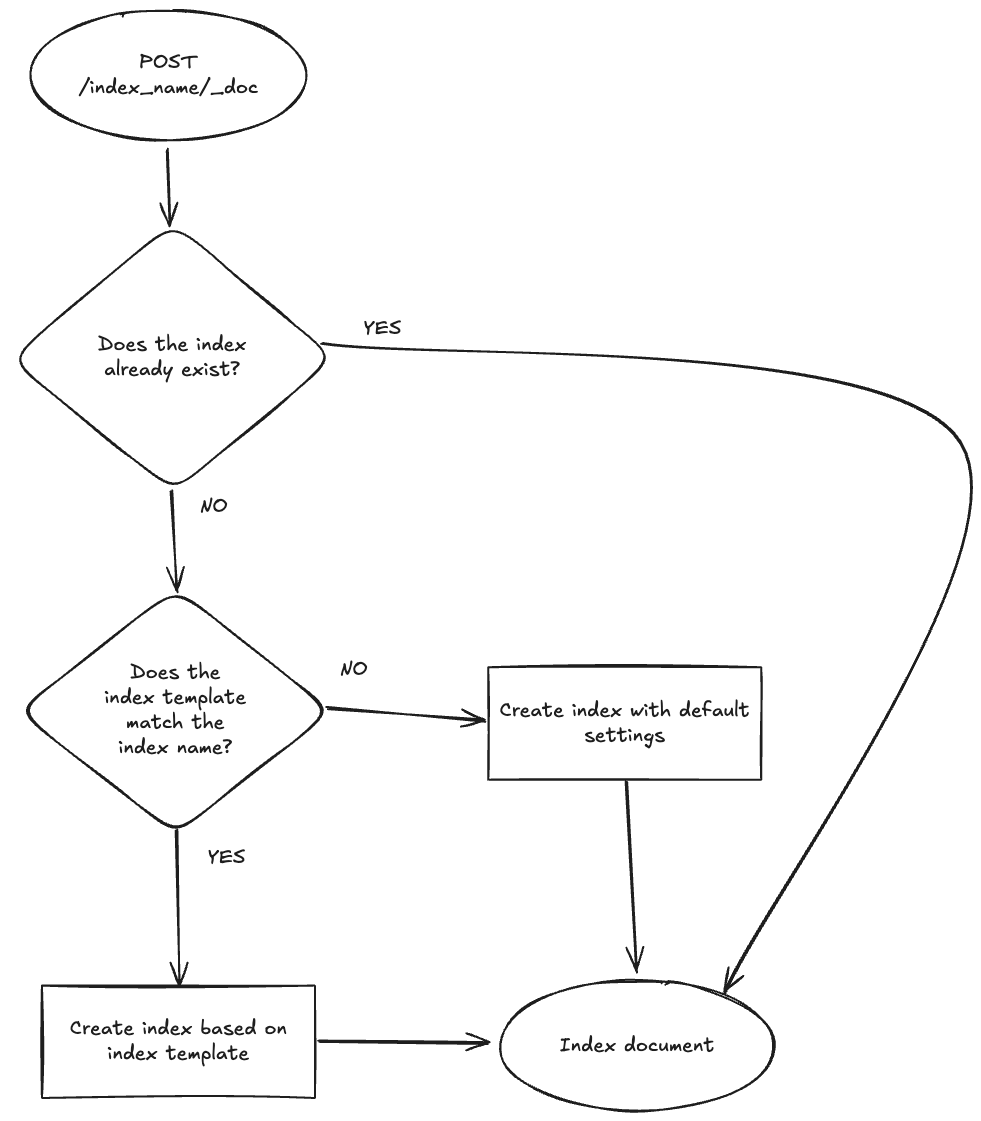 POST
/index_name/_doc
YES
Does the index
already exist?
NO
Does the
index template
match the
index name?
NO
Create index with default
settings
YES
Create index based on
index template
Index document